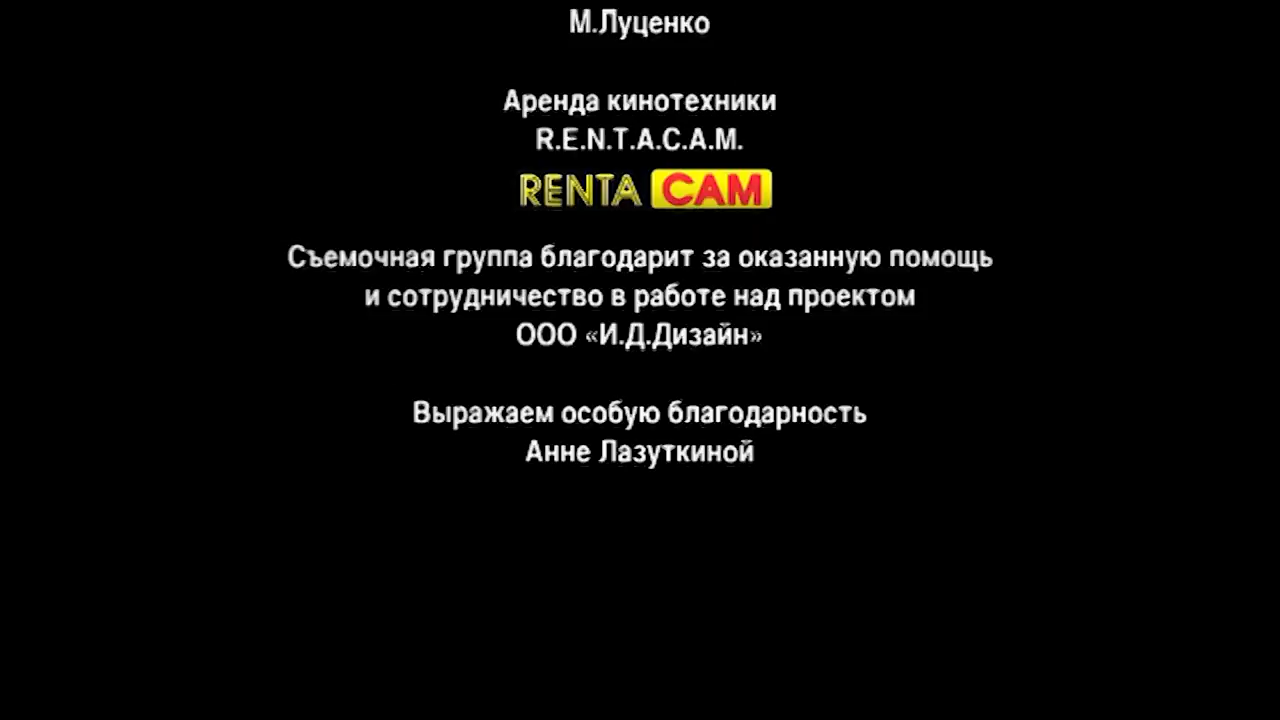 М.Луценко
Аренда кинотехники
R.E.N.T.A.C.A.M.
RENTA CAM
Съемочная группа благодарит за оказанную помощь
и сотрудничество в работе над проектом
ООО «И.Д.Дизайн»
Выражаем особую благодарность
Анне Лазуткиной